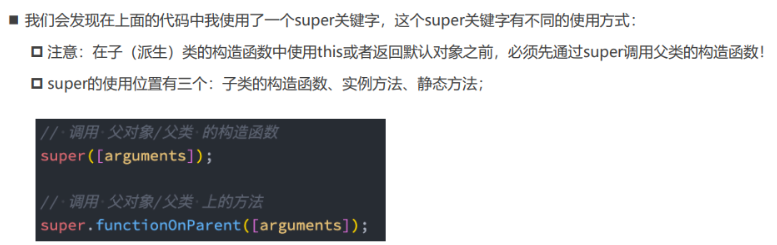 我们会发现在上面的代码中我使用了一个super关键字，这个super关键字有不同的使用方式：
注意：在子（派生）类的构造函数中使用this或者返回默认对象之前，必须先通过super调用父类的构造函数！
super的使用位置有三个：子类的构造函数、实例方法、静态方法；
// 调用 父对象/父类 的构造函数
super([arguments]);
// 调用 父对象/父类 上的方法
super.functionOnParent([arguments]);